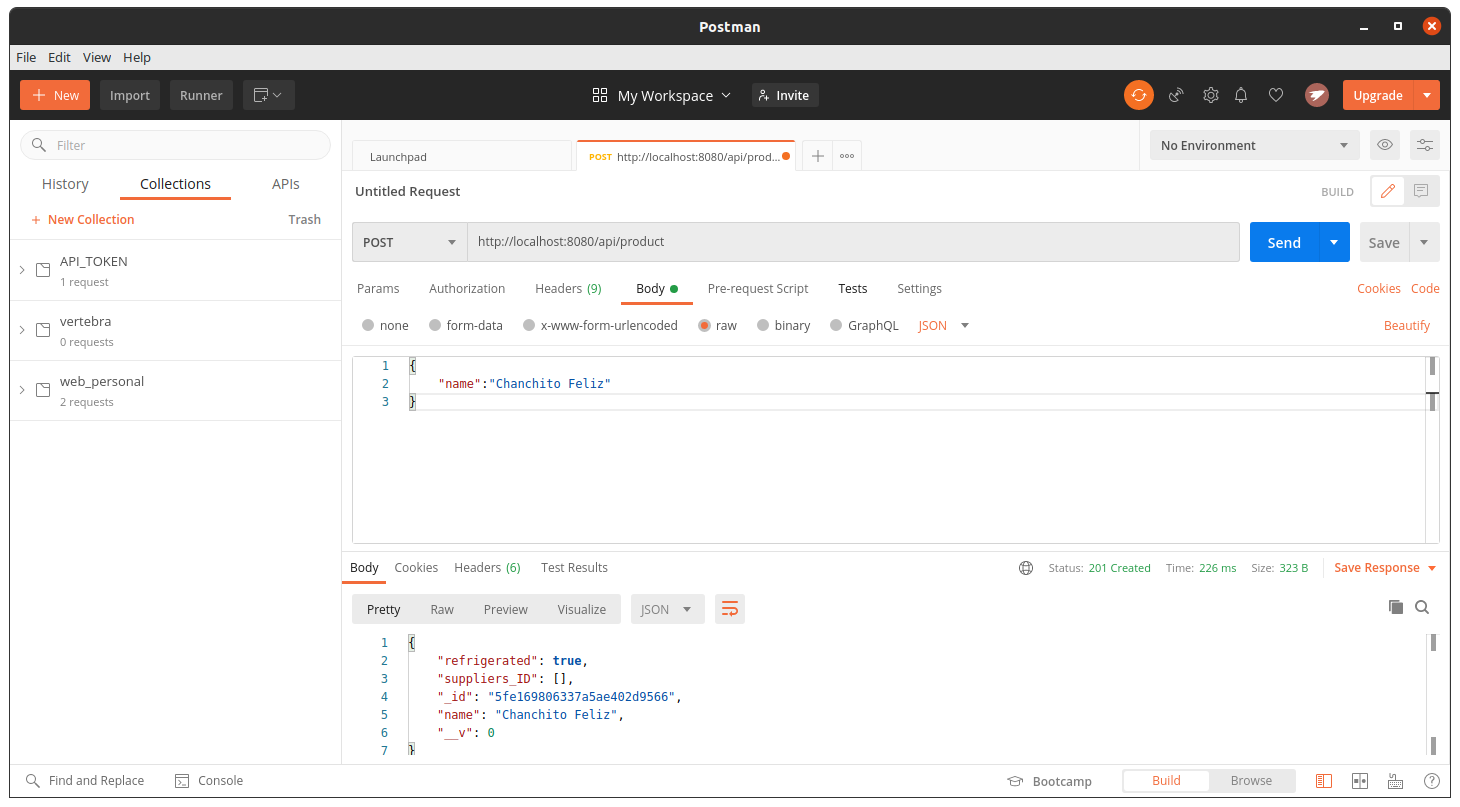 Postman
File Edit View Help
New Import Runner My Workspace Invite Upgrade
Filter
History Collections APIs
New Collection Trash
API_TOKEN
1 request
vertebra
0 requests
web_personal
2 requests
Launchpad POST http://localhost:8080/api/prod... No Environment
Untitled Request BUILD
POST http://localhost:8080/api/product Send Save
Params Authorization Headers (9) Body Pre-request Script Tests Settings Cookies Code
none form-data x-www-form-urlencoded raw binary GraphQL JSON Beautify
1 {
2 "name":"Chanchito Feliz"
3 }
Body Cookies Headers (6) Test Results Status: 201 Created Time: 226 ms Size: 323 B Save Response
Pretty Raw Preview Visualize JSON
1 {
2 "refrigerated": true,
3 "suppliers_ID": [],
4 "_id": "5fe169806337a5ae402d9566",
5 "name": "Chanchito Feliz",
6 "__v": 0
7 }
Find and Replace Console Bootcamp Build Browse